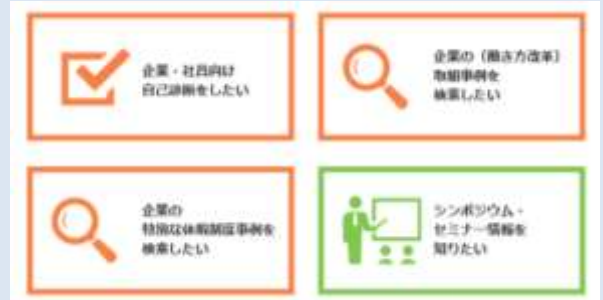 企業・社員向け
自己診断をしたい
企業の（働き方改革）
取組事例を
検索したい
企業の
特別な休暇制度事例を
検索したい
シンポジウム・
セミナー情報を
知りたい